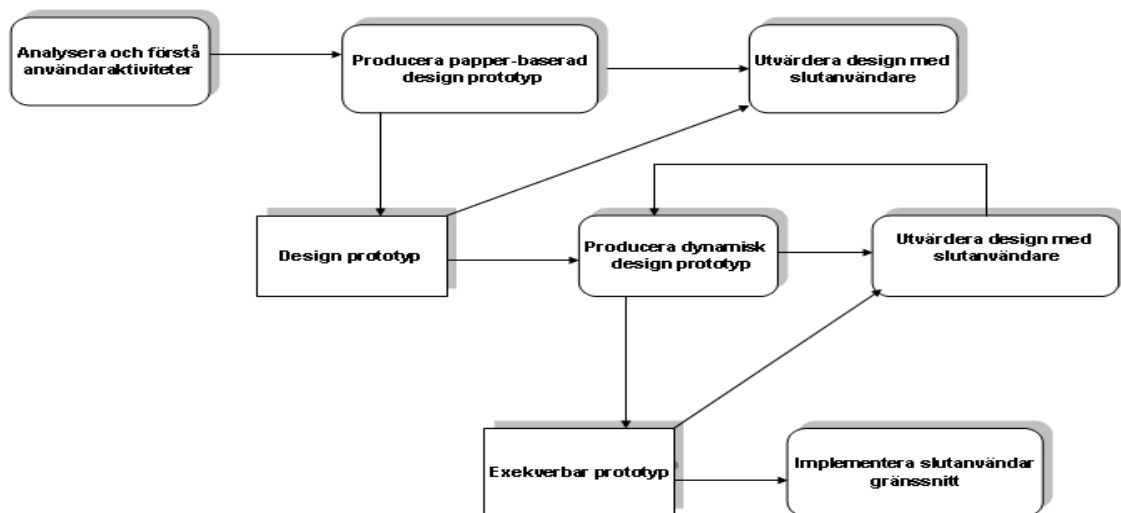 Analysera och förstå
användaraktiviteter
Producera papper-baserad
design prototyp
Utvärdera design med
slutanvändare
Design prototyp
Producera dynamisk
design prototyp
Utvärdera design med
slutanvändare
Exekverbar prototyp
Implementera slutanvändar
gränssnitt